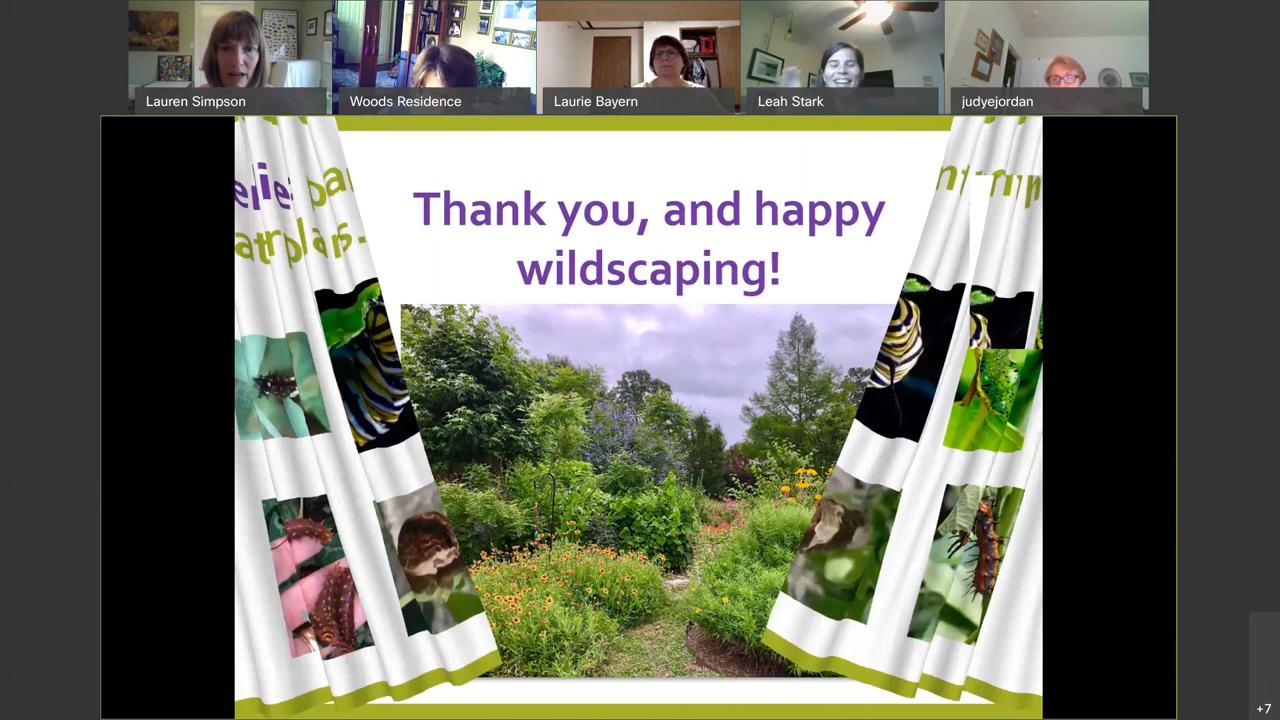 Lauren Simpson
Woods Residence
Laurie Bayern
Leah Stark
judyejordan
Thank you, and happy
wildscaping!
+7